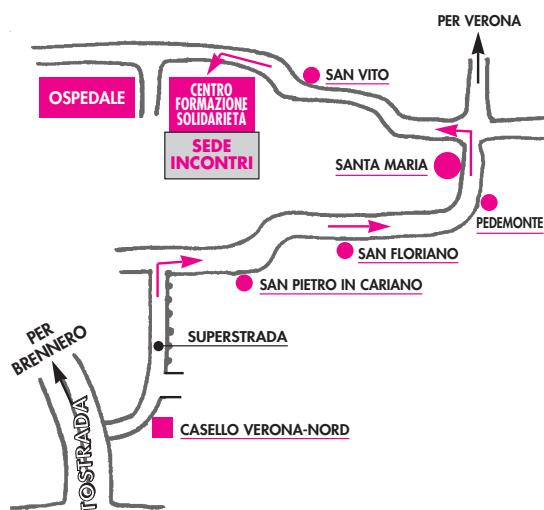 PER VERONA
SAN VITO
OSPEDALE
CENTRO
FORMAZIONE
SOLIDARIETÀ
SEDE
INCONTRI
SANTA MARIA
PEDEMONTE
SAN FLORIANO
SAN PIETRO IN CARIANO
PER
BRENNERO
SUPERSTRADA
TOSTRADA
CASELLO VERONA-NORD